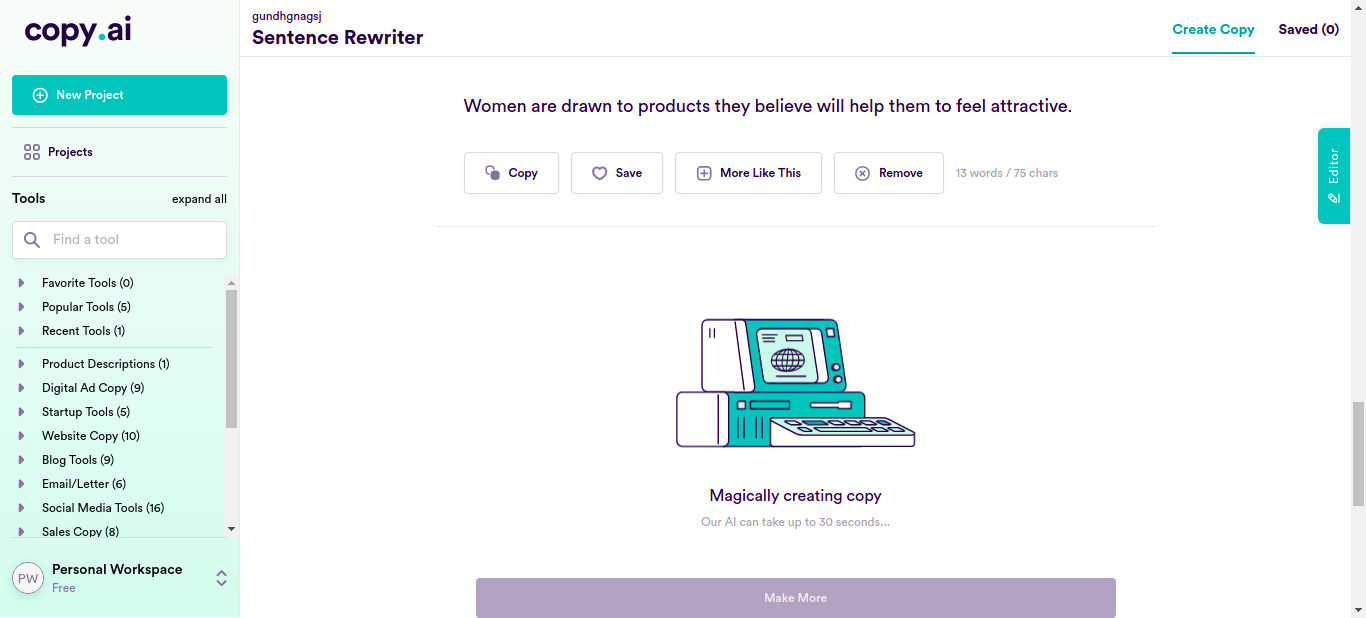 copy.ai
New Project
Projects
Tools
expand all
Find a tool
Favorite Tools (0)
Popular Tools (5)
Recent Tools (1)
Product Descriptions (1)
Digital Ad Copy (9)
Startup Tools (5)
Website Copy (10)
Blog Tools (9)
Email/Letter (6)
Social Media Tools (16)
Sales Copy (8)
PW
Personal Workspace
Free
gundhgnagsj
Sentence Rewriter
Create Copy
Saved (0)
Women are drawn to products they believe will help them to feel attractive.
Copy
Save
More Like This
Remove
13 words / 75 chars
Editor
Magically creating copy
Our AI can take up to 30 seconds...
Make More